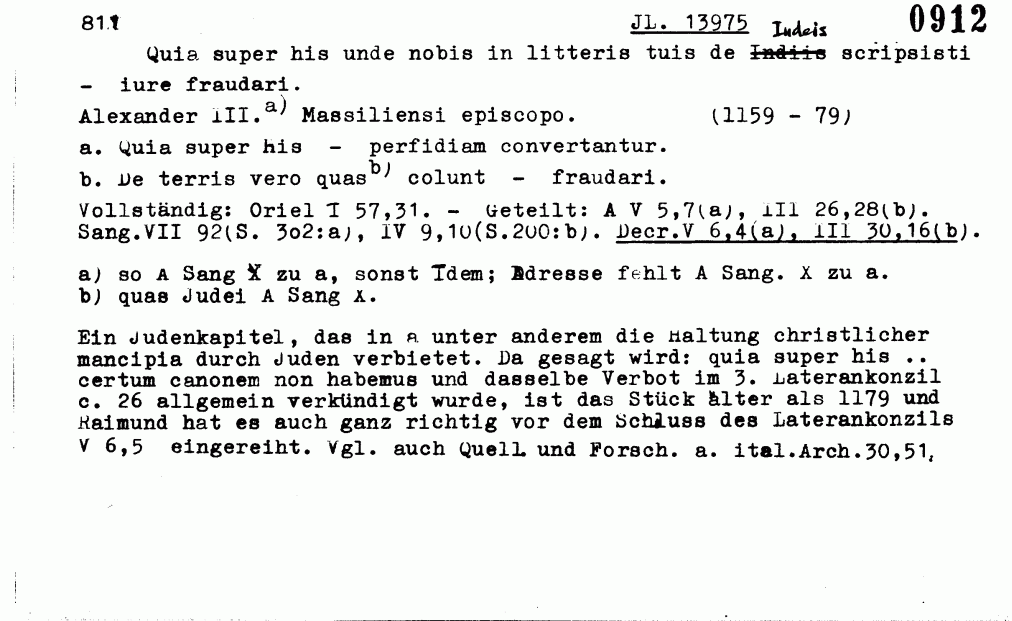 81.1 JL. 13975 Iudeis 0912
Quia super his unde nobis in litteris tuis de Indiis scripsisti
- iure fraudari.
Alexander III.a) Massiliensi episcopo. (1159 - 79)
a. Quia super his - perfidiam convertantur.
b. De terris vero quas b) colunt - fraudari.
Vollständig: Oriel I 57,31. - Geteilt: A V 5,7(a), III 26,28(b).
Sang.VII 92(S. 302:a), IV 9,10(S.200:b). Decr.V 6,4(a), III 30,16(b).
a) so A Sang X zu a, sonst Idem; Adresse fehlt A Sang. X zu a.
b) quas Judei A Sang X.
Ein Judenkapitel, das in a unter anderem die Haltung christlicher
mancipia durch Juden verbietet. Da gesagt wird: quia super his ..
certum canonem non habemus und dasselbe Verbot im 3. Laterankonzil
c. 26 allgemein verkündigt wurde, ist das Stück älter als 1179 und
Raimund hat es auch ganz richtig vor dem Schluss des Laterankonzils
V 6,5 eingereiht. Vgl. auch Quell und Forsch. a. ital.Arch.30,51.